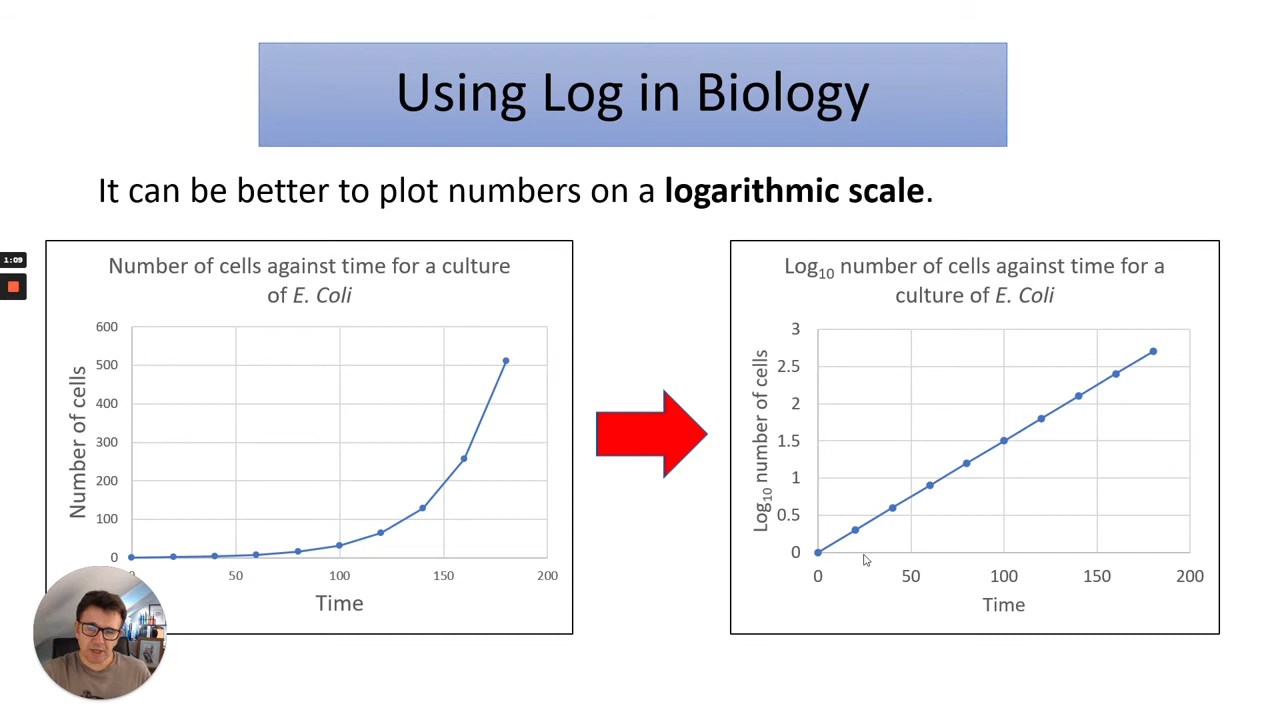 Using Log in Biology
It can be better to plot numbers on a logarithmic scale.
1:09
Number of cells against time for a culture
of E. Coli
600
500
400
300
200
100
0
Number of cells
50
100
150
200
Time
Log10 number of cells against time for a
culture of E. Coli
3
2.5
2
1.5
1
0.5
0
Log10 number of cells
0
50
100
150
200
Time